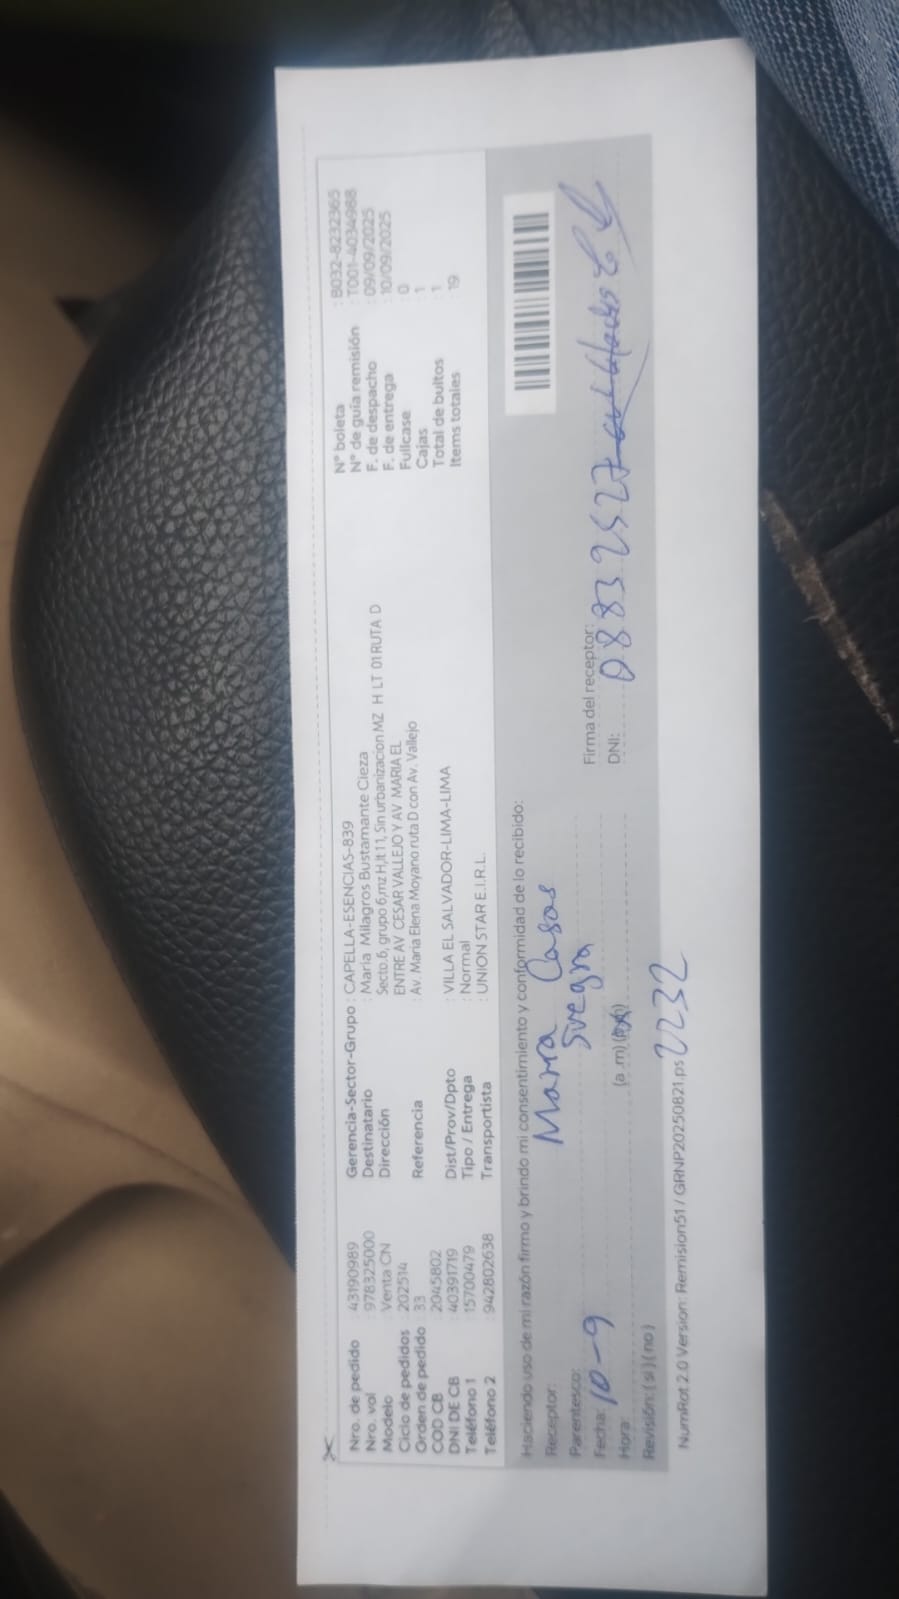 Nro. de pedido : 43190989
Nro. vol : 978325000
Modelo : Venta CN
Ciclo de pedidos : 202514
Orden de pedido : 33
COD CB : 2045802
DNI DE CB : 40391719
Teléfono 1 : 15700479
Teléfono 2 : 942802638
Gerencia-Sector-Grupo : CAPELLA-ESENCIAS-839
Destinatario : María Milagros Bustamante Cieza
Dirección : Secto.6, grupo 6,mz H,lt 11, Sin urbanizacion MZ H LT 01 RUTA D
ENTRE AV CESAR VALLEJO Y AV MARIA EL
Referencia : Av. Maria Elena Moyano ruta D con Av. Vallejo
Dist/Prov/Dpto : VILLA EL SALVADOR-LIMA-LIMA
Tipo / Entrega : Normal
Transportista : UNION STAR E.I.R.L.
N° boleta : B032-8232365
N° de guía remisión : T001-4034988
F. de despacho : 09/09/2025
F. de entrega : 10/09/2025
Fullcase : 0
Cajas : 1
Total de bultos : 1
Items totales : 19
Haciendo uso de mi razón firmo y brindo mi consentimiento y conformidad de lo recibido:
Receptor: Maria Casas
Parentesco: Suegra
Fecha: 10-9
Hora: (a .m)
Revisión: ( si ) ( no )
Firma del receptor:
DNI: 08832527
NumRot 2.0 Version: Remision51 / GRNP20250821.ps 2232